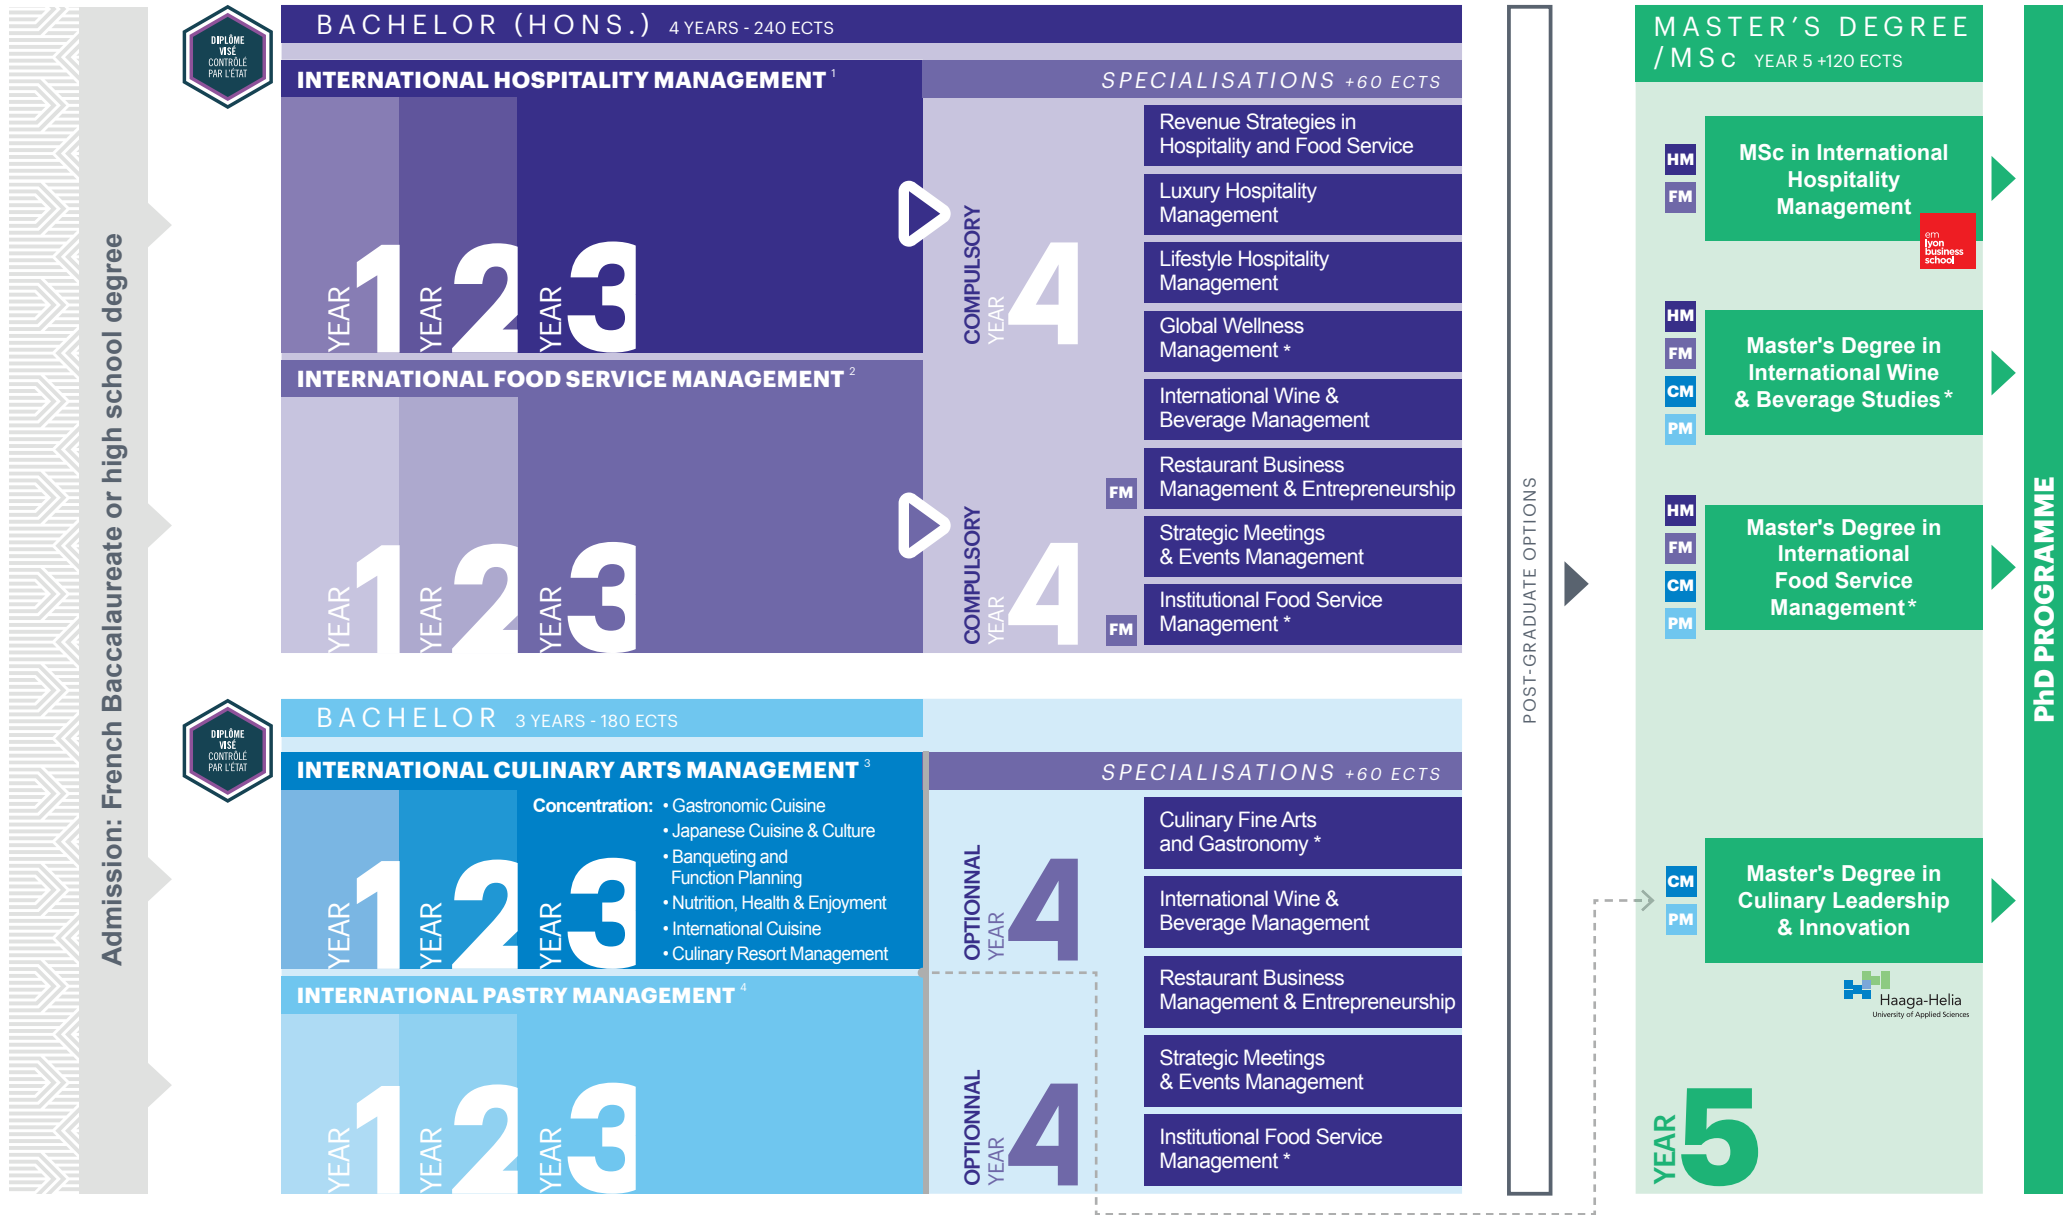 Admission: French Baccalaureate or high school degree
DIPLÔME
VISÉ
CONTRÔLÉ
PAR L'ÉTAT
BACHELOR (HONS.) 4 YEARS - 240 ECTS
INTERNATIONAL HOSPITALITY MANAGEMENT 1
YEAR 1
YEAR 2
YEAR 3
INTERNATIONAL FOOD SERVICE MANAGEMENT 2
YEAR 1
YEAR 2
YEAR 3
SPECIALISATIONS +60 ECTS
COMPULSORY
YEAR 4
COMPULSORY
YEAR 4
Revenue Strategies in
Hospitality and Food Service
Luxury Hospitality
Management
Lifestyle Hospitality
Management
Global Wellness
Management *
International Wine &
Beverage Management
FM
Restaurant Business
Management & Entrepreneurship
Strategic Meetings
& Events Management
FM
Institutional Food Service
Management *
DIPLÔME
VISÉ
CONTRÔLÉ
PAR L'ÉTAT
BACHELOR 3 YEARS - 180 ECTS
INTERNATIONAL CULINARY ARTS MANAGEMENT 3
YEAR 1
YEAR 2
YEAR 3
Concentration: • Gastronomic Cuisine
• Japanese Cuisine & Culture
• Banqueting and
Function Planning
• Nutrition, Health & Enjoyment
• International Cuisine
• Culinary Resort Management
INTERNATIONAL PASTRY MANAGEMENT 4
YEAR 1
YEAR 2
YEAR 3
SPECIALISATIONS +60 ECTS
OPTIONNAL
YEAR 4
OPTIONNAL
YEAR 4
Culinary Fine Arts
and Gastronomy *
International Wine &
Beverage Management
Restaurant Business
Management & Entrepreneurship
Strategic Meetings
& Events Management
Institutional Food Service
Management *
POST-GRADUATE OPTIONS
MASTER'S DEGREE
/MSc YEAR 5 +120 ECTS
HM
FM
MSc in International
Hospitality
Management
em
lyon
business
school
HM
FM
CM
PM
Master's Degree in
International Wine
& Beverage Studies *
HM
FM
CM
PM
Master's Degree in
International
Food Service
Management *
CM
PM
Master's Degree in
Culinary Leadership
& Innovation
Haaga-Helia
University of Applied Sciences
YEAR 5
PhD PROGRAMME